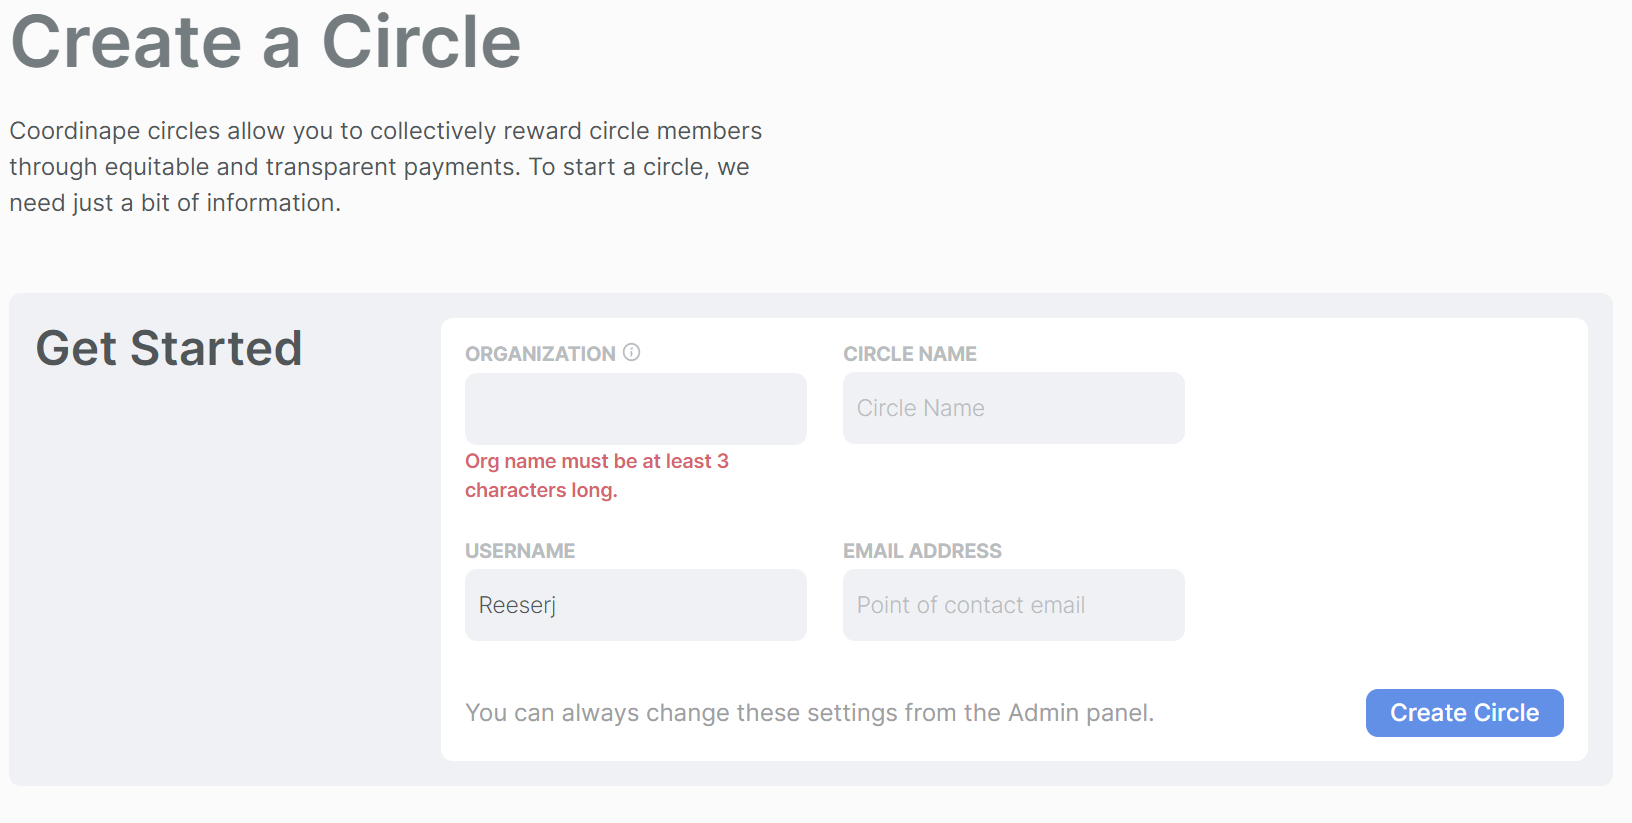 Create a Circle
Coordinape circles allow you to collectively reward circle members
through equitable and transparent payments. To start a circle, we
need just a bit of information.
Get Started
ORGANIZATION
CIRCLE NAME
Circle Name
Org name must be at least 3
characters long.
USERNAME
EMAIL ADDRESS
Reeserj
Point of contact email
You can always change these settings from the Admin panel.
Create Circle